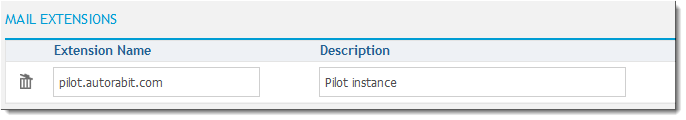 MAIL EXTENSIONS
Extension Name Description
pilot.autorabit.com Pilot instance